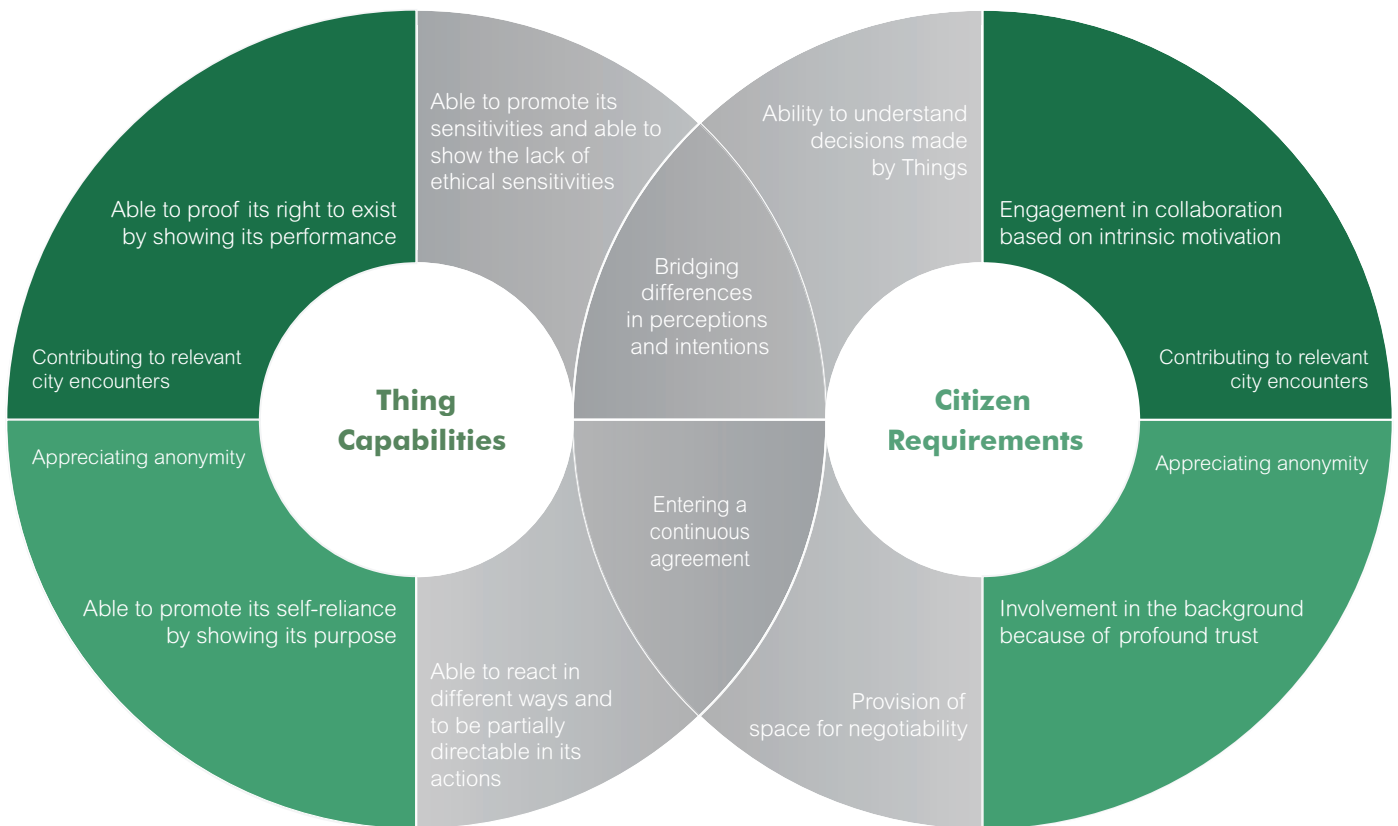 Able to promote its
sensitivities and able to
show the lack of
ethical sensitivities
Ability to understand
decisions made
by Things
Able to proof its right to exist
by showing its performance
Engagement in collaboration
based on intrinsic motivation
Bridging
differences
in perceptions
and intentions
Contributing to relevant
city encounters
Contributing to relevant
city encounters
Thing
Capabilities
Citizen
Requirements
Appreciating anonymity
Appreciating anonymity
Entering a
continuous
agreement
Able to promote its self-reliance
by showing its purpose
Involvement in the background
because of profound trust
Able to react in
different ways and
to be partially
directable in its
actions
Provision of
space for negotiability